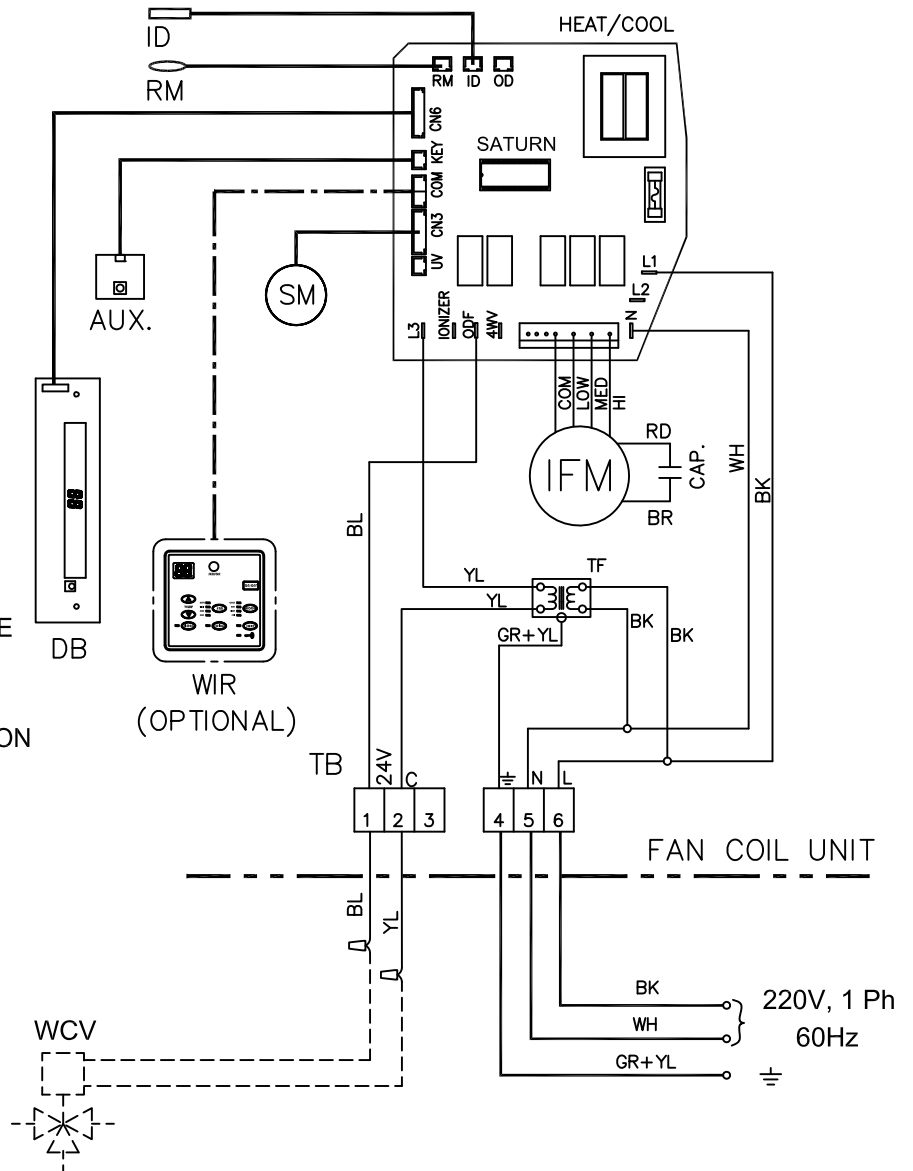 ID
HEAT/COOL
RM
RM
ID
OD
CN6
KEY
COM
CN3
UV
SATURN
L1
L2
N
AUX.
SM
L3
IONIZER
ODF
4WV
COM
LOW
MED
HI
IFM
RD
CAP.
BR
WH
BK
BL
88
DB
WIR
(OPTIONAL)
E
ON
YL
YL
TF
GR+YL
BK
BK
TB
24V
C
N
L
1
2
3
4
5
6
FAN COIL UNIT
BL
YL
BK
WH
GR+YL
220V, 1 Ph
60Hz
WCV